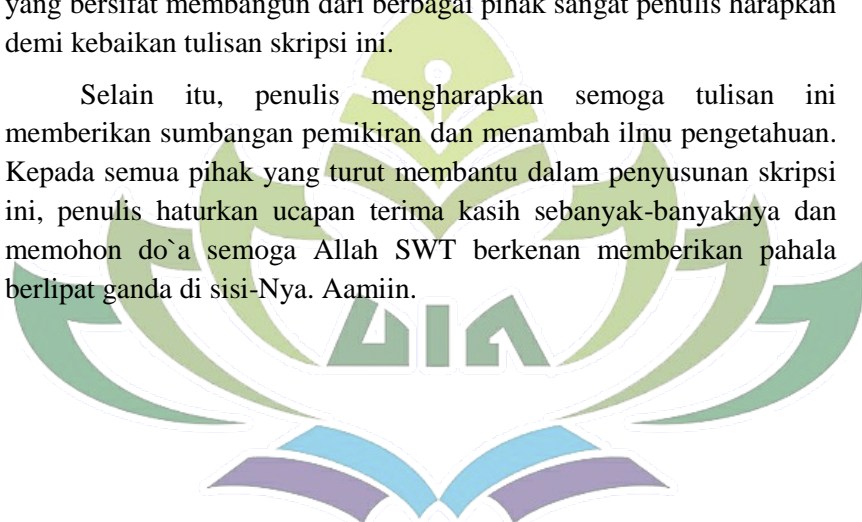 yang bersifat membangun dari berbagai pihak sangat penulis harapkan
demi kebaikan tulisan skripsi ini.
Selain itu, penulis mengharapkan semoga tulisan ini
memberikan sumbangan pemikiran dan menambah ilmu pengetahuan.
Kepada semua pihak yang turut membantu dalam penyusunan skripsi
ini, penulis haturkan ucapan terima kasih sebanyak-banyaknya dan
memohon do`a semoga Allah SWT berkenan memberikan pahala
berlipat ganda di sisi-Nya. Aamiin.
UIN